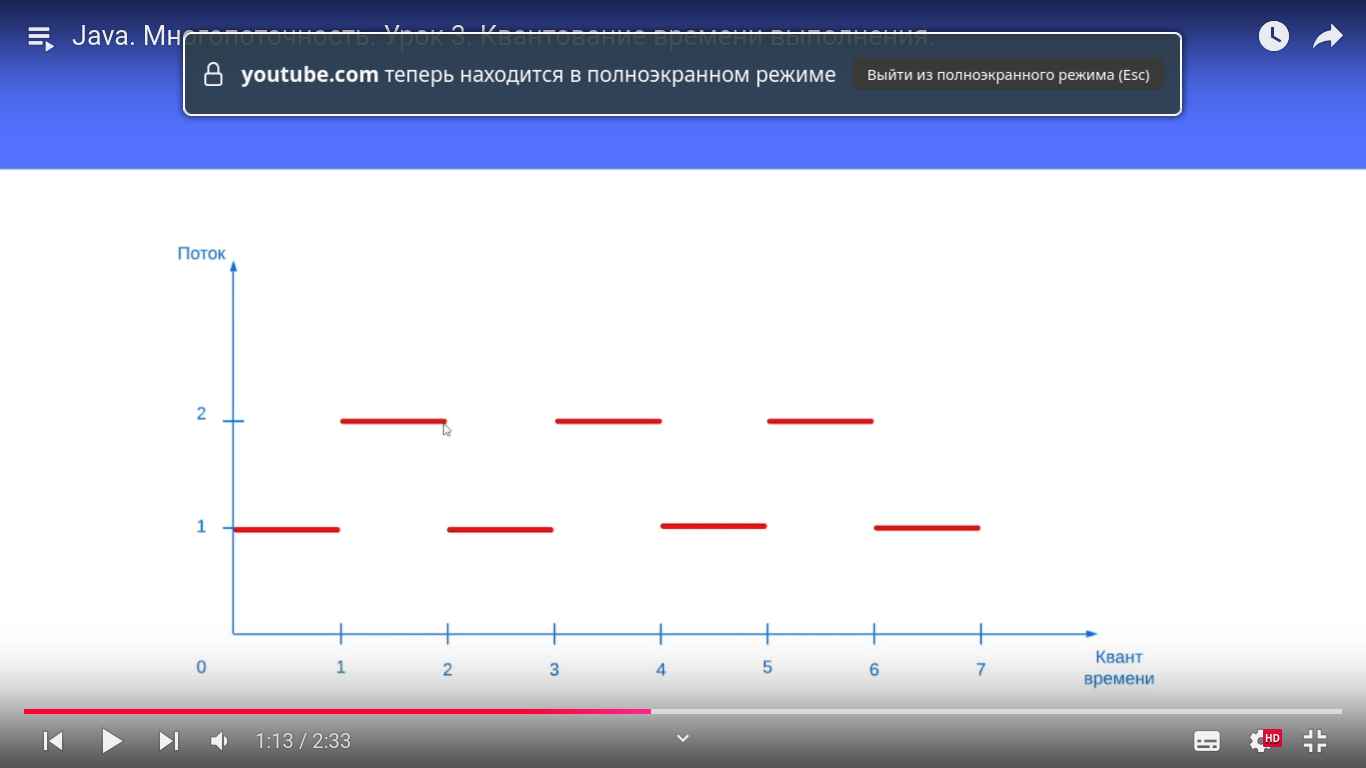 Java. Многопоточность. Урок 3. Квантование времени выполнения.
youtube.com теперь находится в полноэкранном режиме
Выйти из полноэкранного режима (Esc)
Поток
2
1
0 1 2 3 4 5 6 7
Квант
времени
1:13 / 2:33
HD